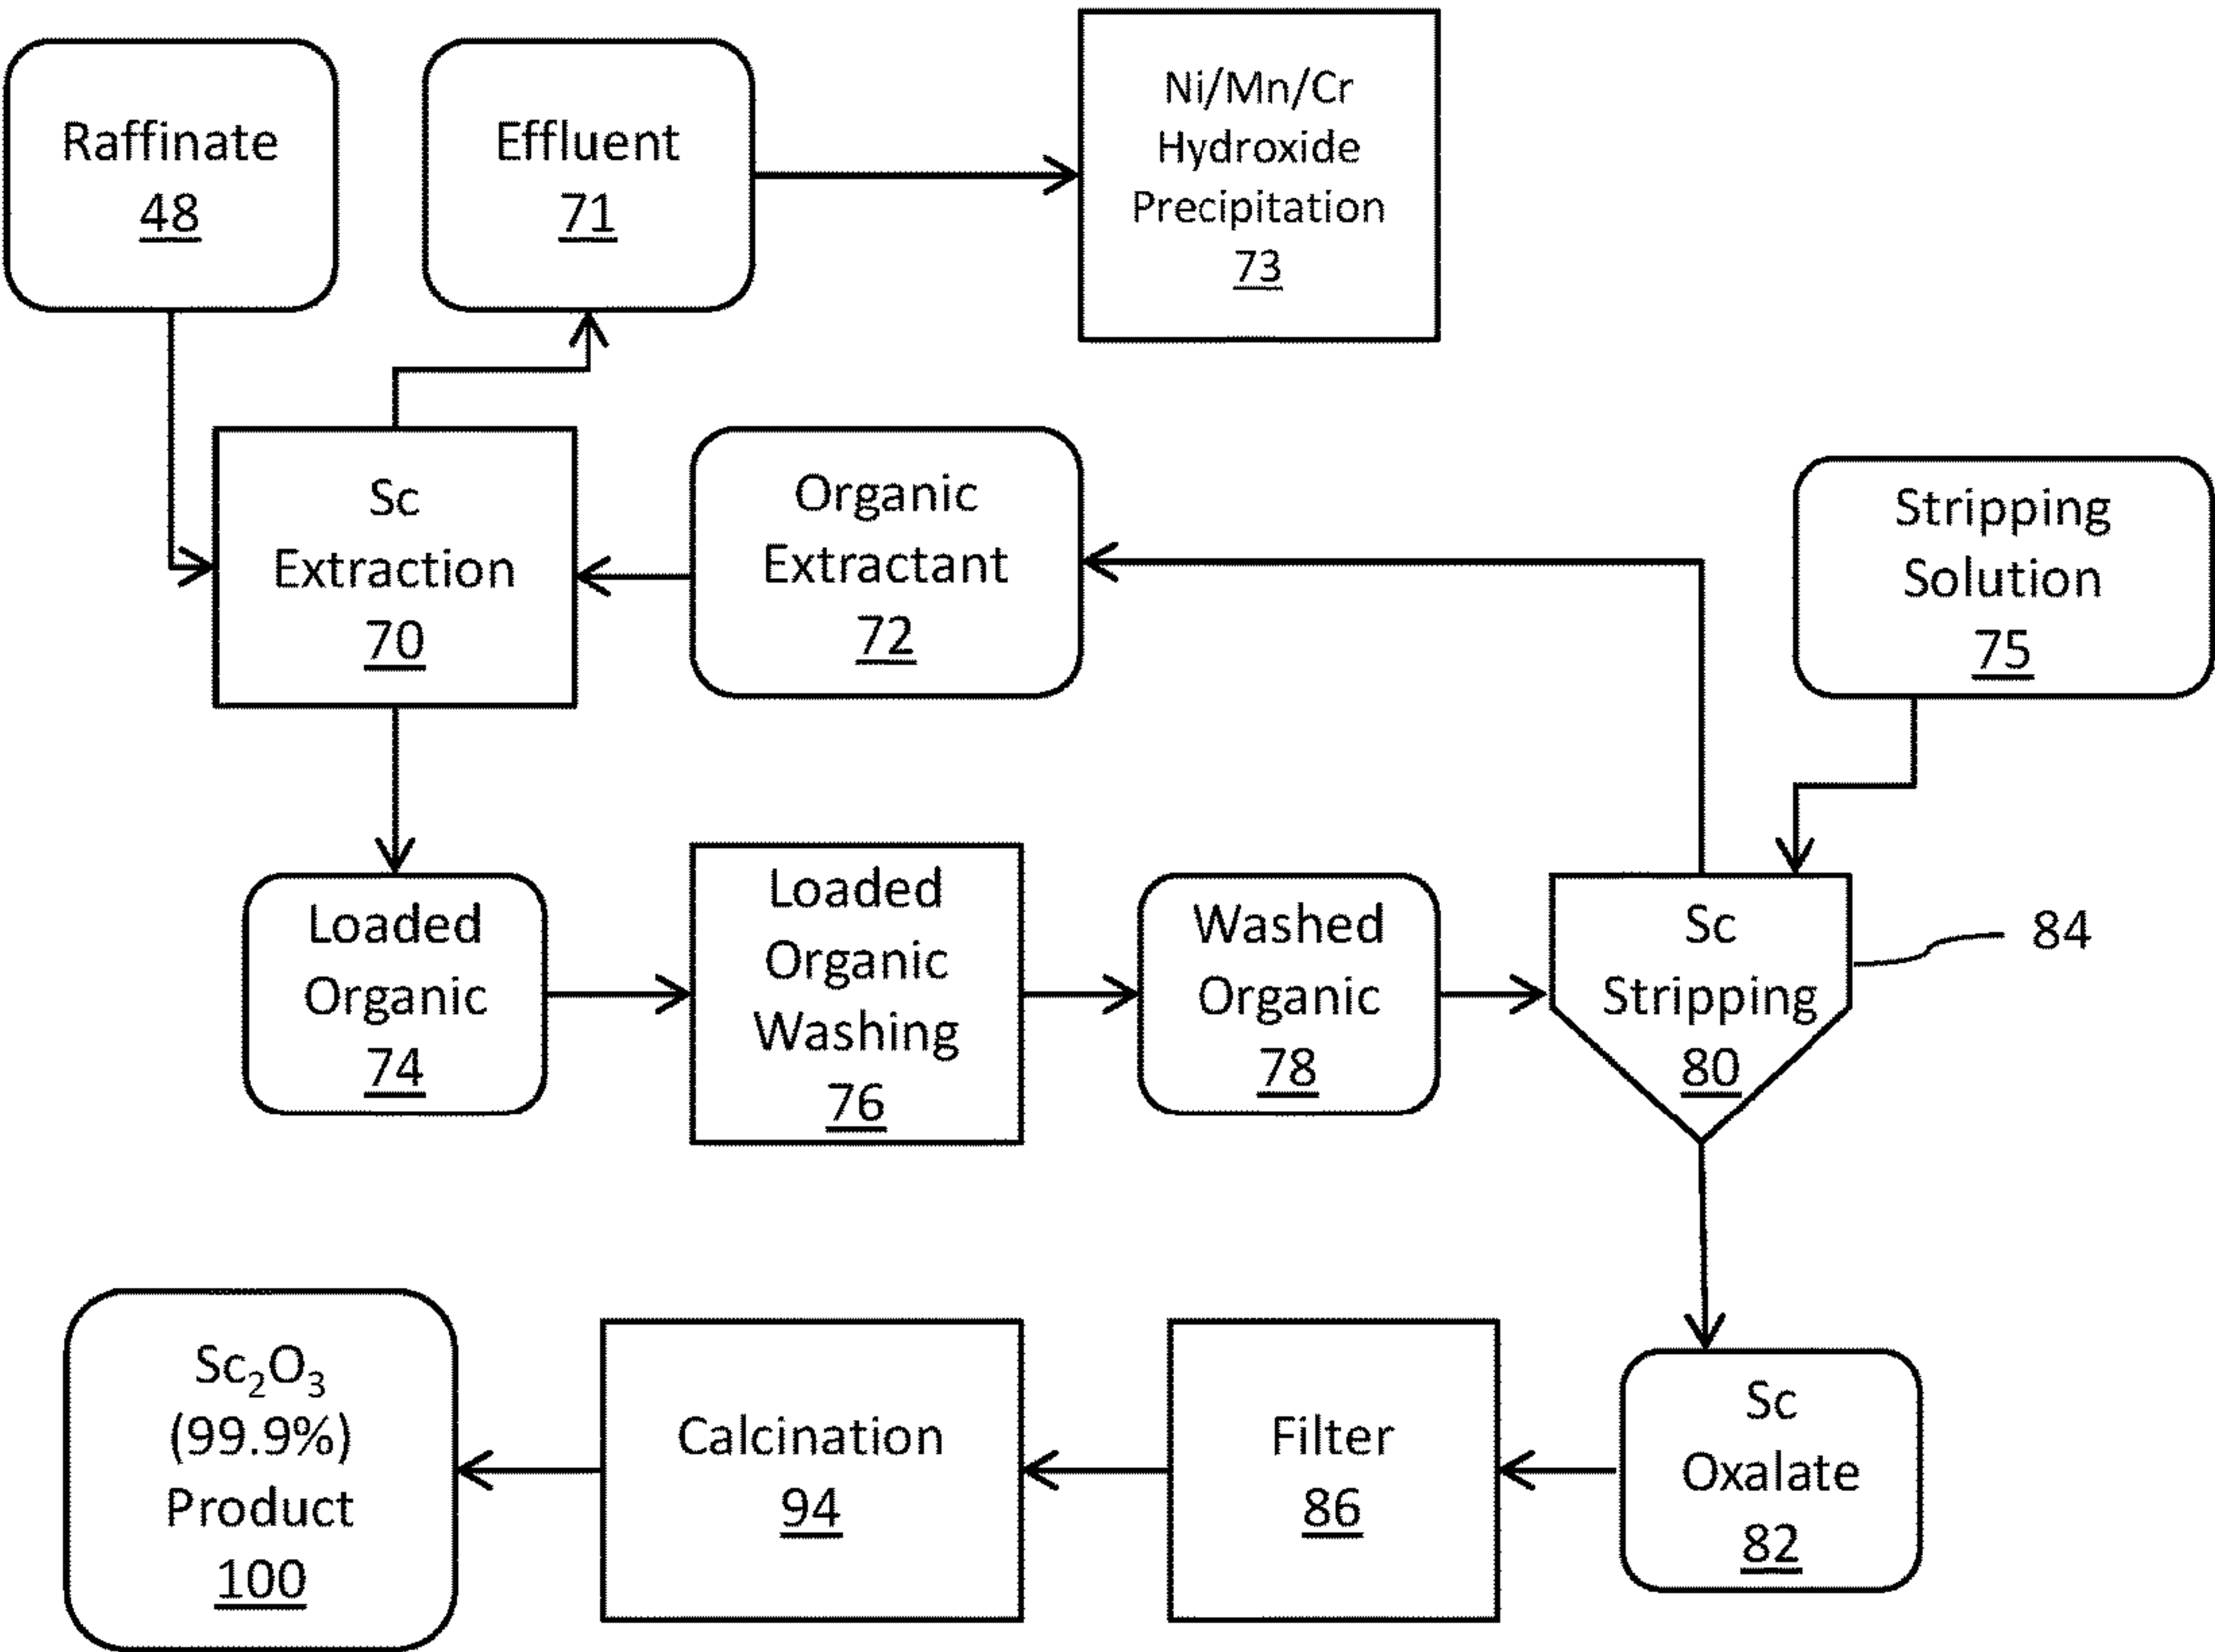 Raffinate
48
Effluent
71
Ni/Mn/Cr
Hydroxide
Precipitation
73
Sc
Extraction
70
Organic
Extractant
72
Stripping
Solution
75
Loaded
Organic
74
Loaded
Organic
Washing
76
Washed
Organic
78
Sc
Stripping
80
84
Sc₂O₃
(99.9%)
Product
100
Calcination
94
Filter
86
Sc
Oxalate
82